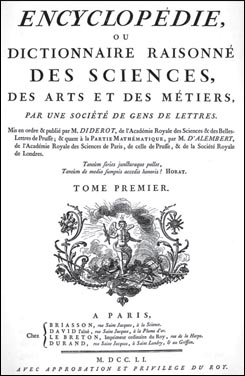 ENCYCLOPÉDIE,
OU
DICTIONNAIRE RAISONNÉ
DES SCIENCES,
DES ARTS ET DES MÉTIERS,
PAR UNE SOCIÉTÉ DE GENS DE LETTRES.
Mis en ordre & publié par M. DIDEROT, de l'Académie Royale des Sciences & des Belles-
Lettres de Prusse; & quant à la PARTIE MATHÉMATIQUE, par M. D'ALEMBERT,
de l'Académie Royale des Sciences de Paris, de celle de Prusse, & de la Société Royale
de Londres.
Tantùm series juncturaque pollet,
Tantùm de medio sumptis accedit honoris! HORAT.
TOME PREMIER.
A PARIS,
Chez
BRIASSON, rue Saint Jacques, à la Science.
DAVID l'aîné, rue Saint Jacques, à la Plume d'or.
LE BRETON, Imprimeur ordinaire du Roy, rue de la Harpe.
DURAND, rue Saint Jacques, à Saint Landry, & au Griffon.
M. DCC. LI.
AVEC APPROBATION ET PRIVILEGE DU ROY.